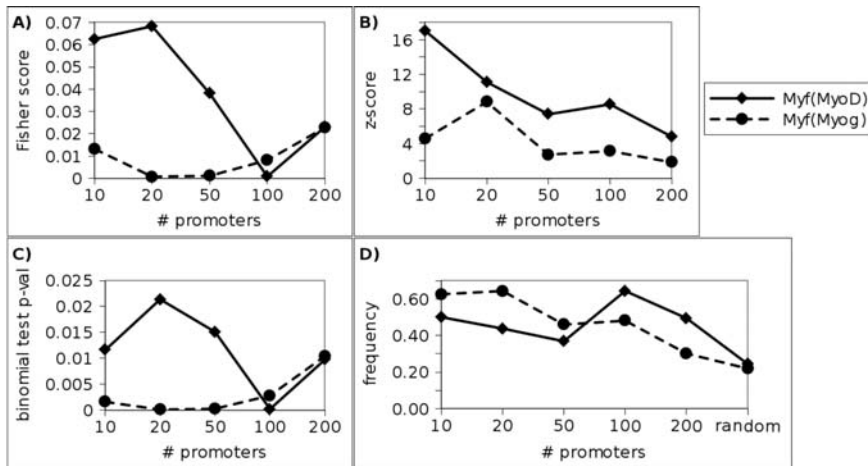 A)
Fisher score
0.07
0.06
0.05
0.04
0.03
0.02
0.01
0
10 20 50 100 200
# promoters
B)
z-score
16
12
8
4
0
10 20 50 100 200
# promoters
Myf(MyoD)
Myf(Myog)
C)
binomial test p-val
0.025
0.02
0.015
0.01
0.005
0
10 20 50 100 200
# promoters
D)
frequency
0.60
0.40
0.20
0.00
10 20 50 100 200 random
# promoters